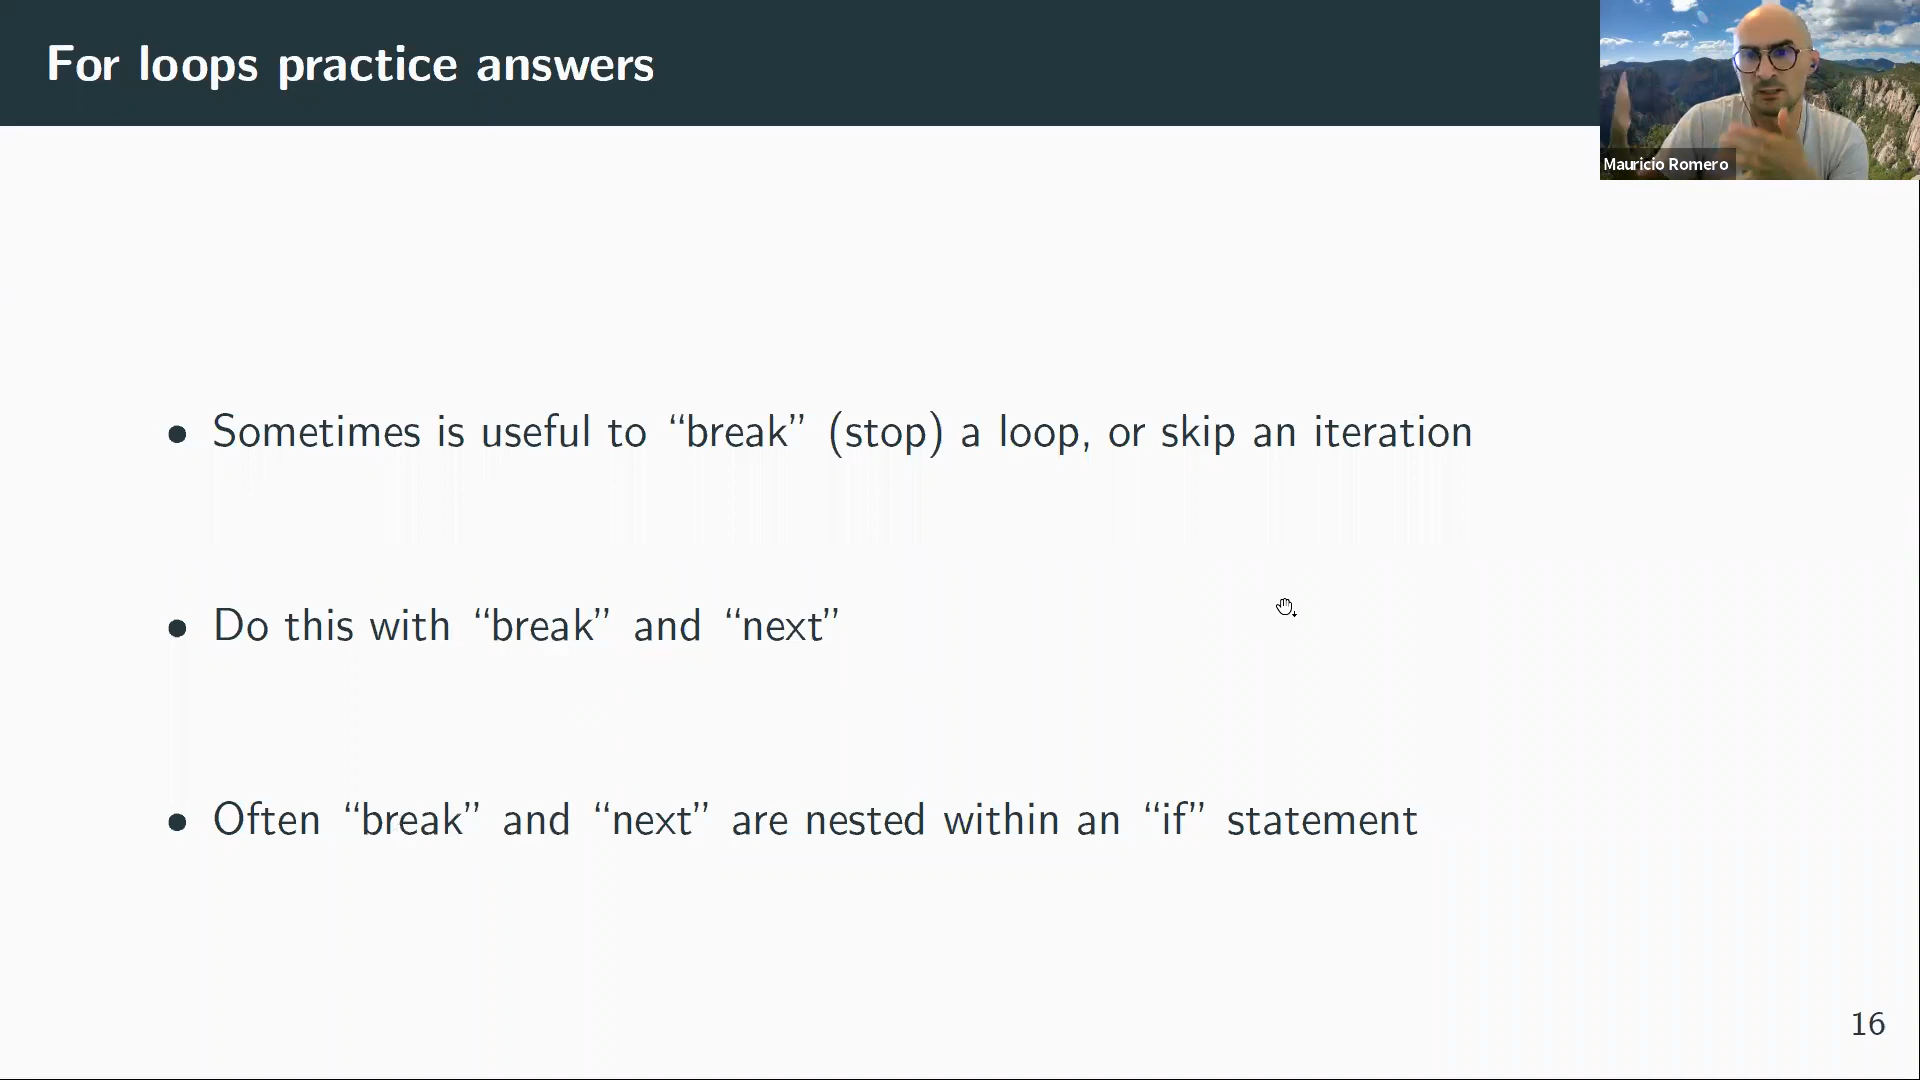 For loops practice answers
Mauricio Romero
• Sometimes is useful to “break” (stop) a loop, or skip an iteration
• Do this with “break” and “next”
• Often “break” and “next” are nested within an “if” statement
16